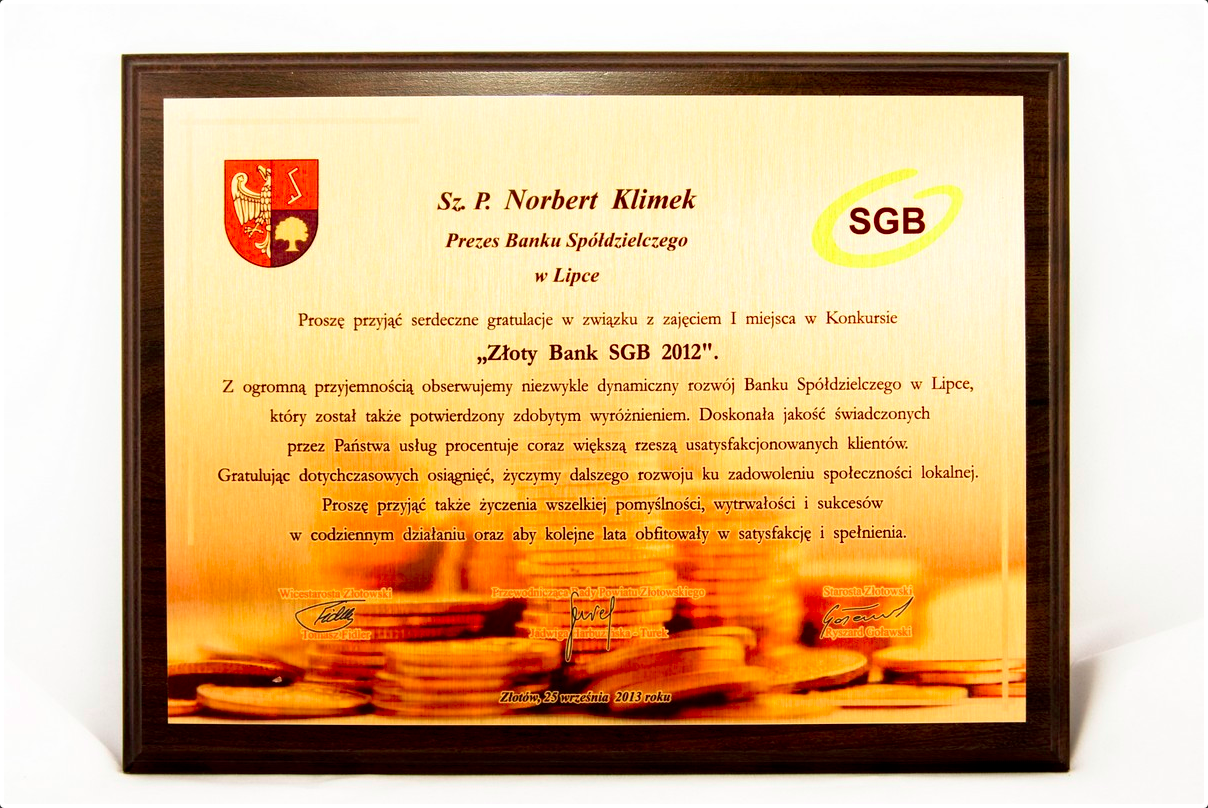 Sz. P. Norbert Klimek
Prezes Banku Spółdzielczego
w Lipce
SGB
Proszę przyjąć serdeczne gratulacje w związku z zajęciem I miejsca w Konkursie
„Złoty Bank SGB 2012".
Z ogromną przyjemnością obserwujemy niezwykle dynamiczny rozwój Banku Spółdzielczego w Lipce,
który został także potwierdzony zdobytym wyróżnieniem. Doskonała jakość świadczonych
przez Państwa usług procentuje coraz większą rzeszą usatysfakcjonowanych klientów.
Gratulując dotychczasowych osiągnięć, życzymy dalszego rozwoju ku zadowoleniu społeczności lokalnej.
Proszę przyjąć także życzenia wszelkiej pomyślności, wytrwałości i sukcesów
w codziennym działaniu oraz aby kolejne lata obfitowały w satysfakcję i spełnienia.
Wicestarosta Złotowski
Tomasz Fidler
Przewodnicząca Rady Powiatu Złotowskiego
Jadwiga Harbuzińska - Turek
Starosta Złotowski
Ryszard Goławski
Złotów, 25 września 2013 roku